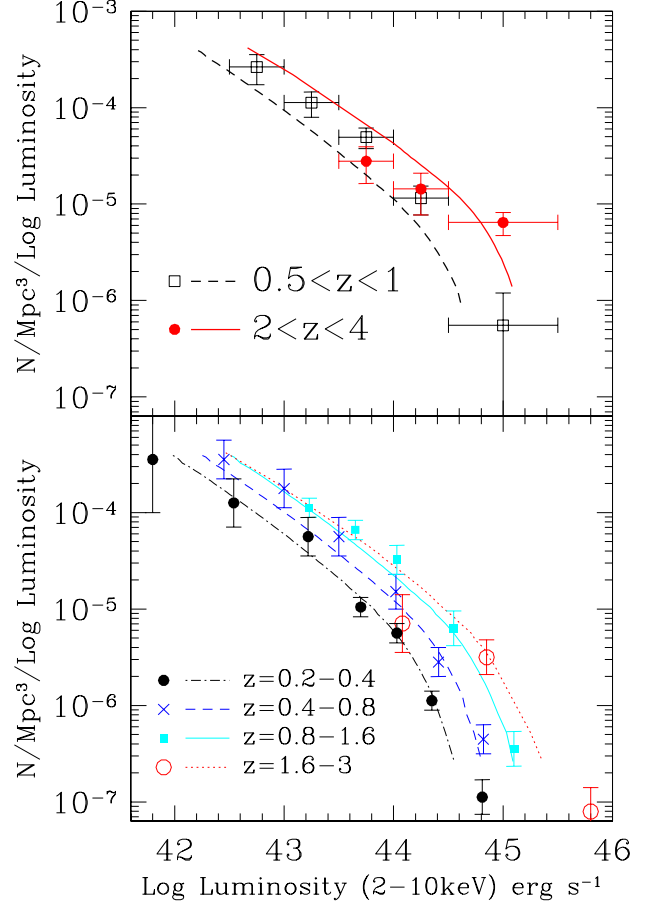 10⁻³
10⁻⁴
10⁻⁵
10⁻⁶
10⁻⁷
N/Mpc³/Log Luminosity
0.5<z<1
2<z<4
10⁻⁴
10⁻⁵
10⁻⁶
10⁻⁷
N/Mpc³/Log Luminosity
z=0.2−0.4
z=0.4−0.8
z=0.8−1.6
z=1.6−3
42 43 44 45 46
Log Luminosity (2−10keV) erg s⁻¹